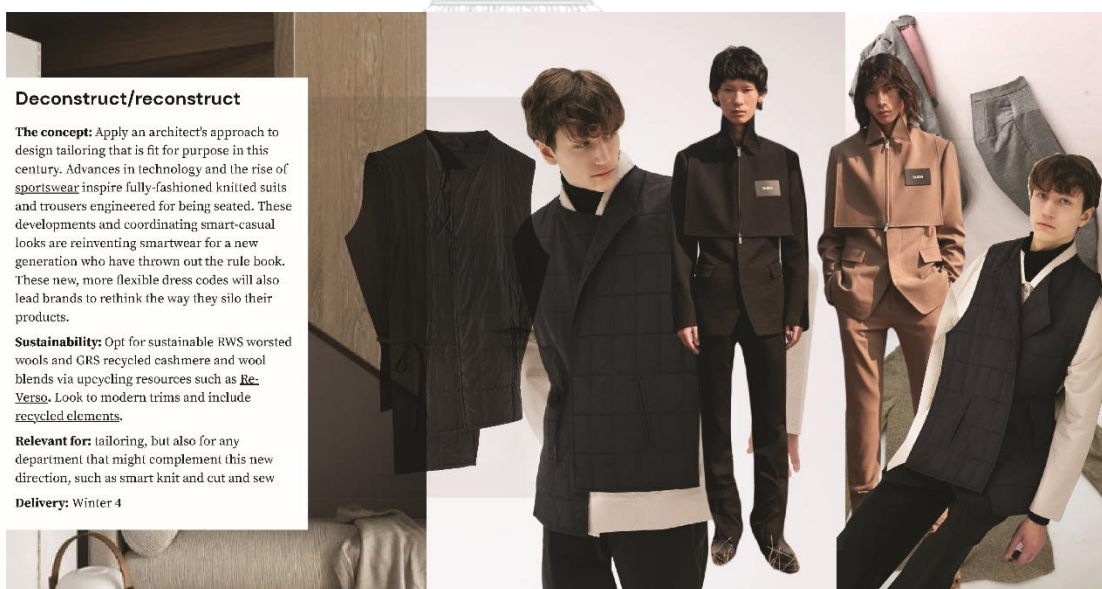 Deconstruct/reconstruct
The concept: Apply an architect's approach to
design tailoring that is fit for purpose in this
century. Advances in technology and the rise of
sportswear inspire fully-fashioned knitted suits
and trousers engineered for being seated. These
developments and coordinating smart-casual
looks are reinventing smartwear for a new
generation who have thrown out the rule book.
These new, more flexible dress codes will also
lead brands to rethink the way they silo their
products.
Sustainability: Opt for sustainable RWS worsted
wools and GRS recycled cashmere and wool
blends via upcycling resources such as Re-
Verso. Look to modern trims and include
recycled elements.
Relevant for: tailoring, but also for any
department that might complement this new
direction, such as smart knit and cut and sew
Delivery: Winter 4